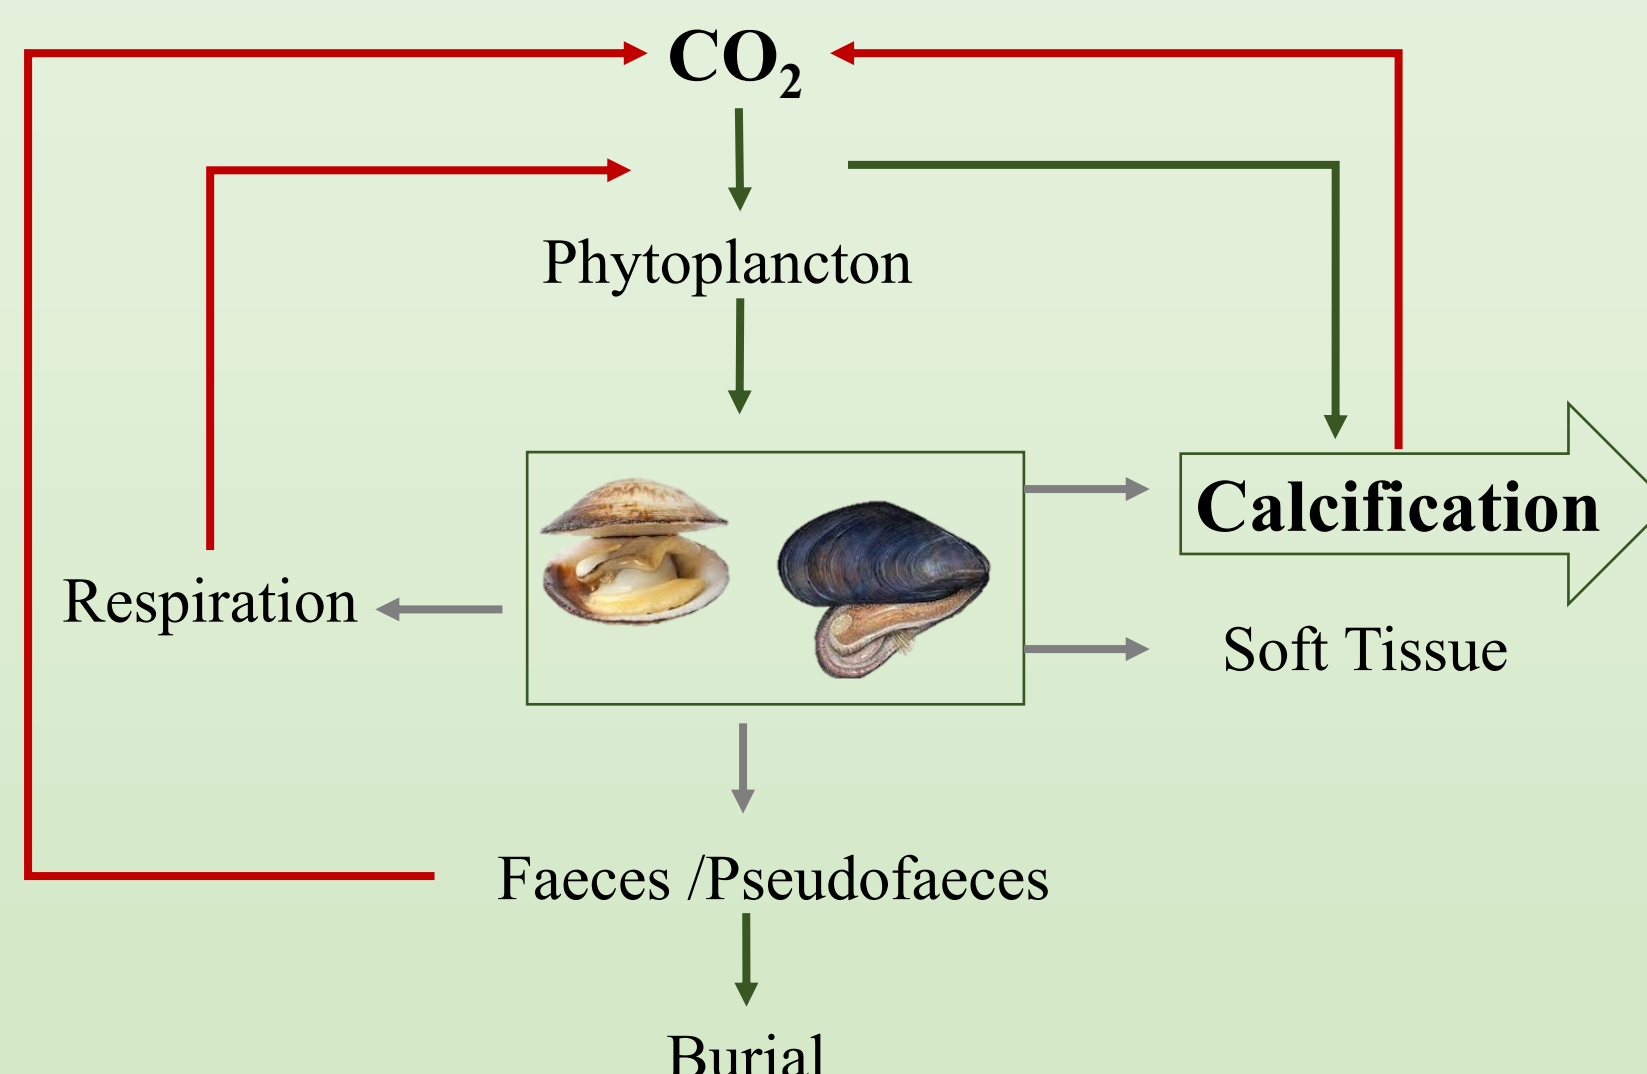 CO₂
Phytoplancton
Calcification
Respiration
Soft Tissue
Faeces /Pseudofaeces
Burial